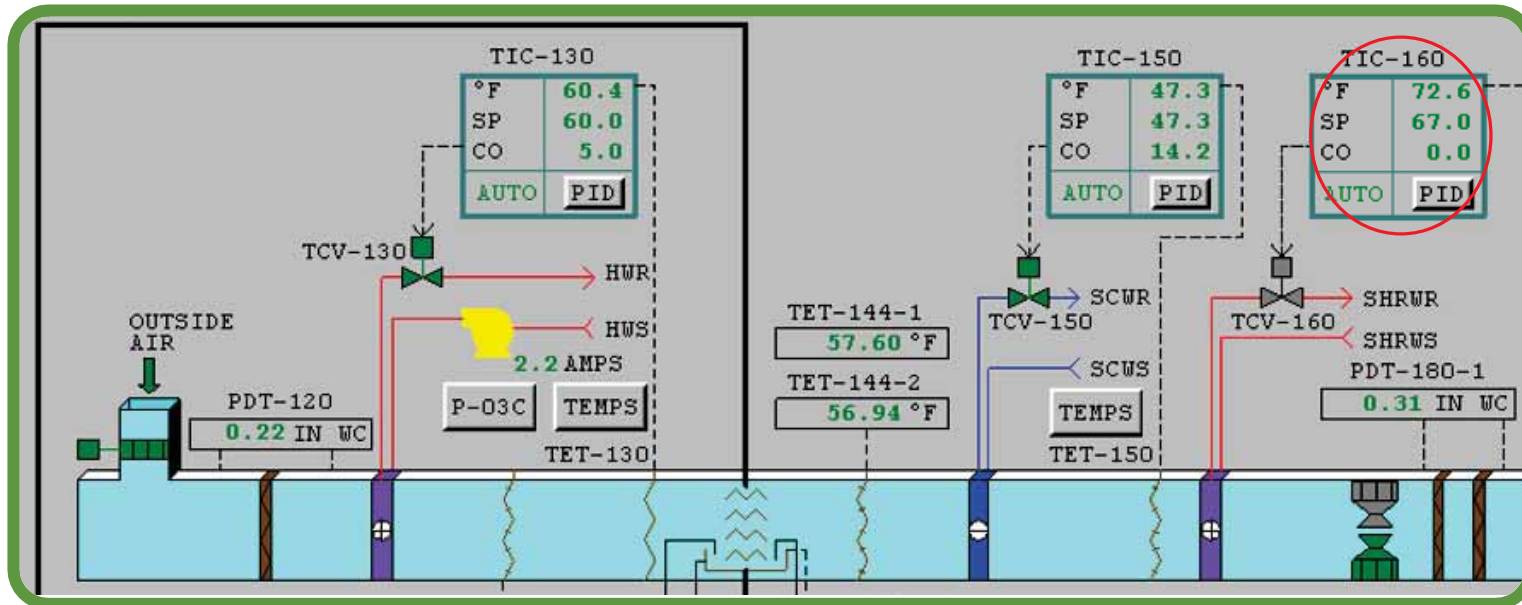 TIC-130
°F 60.4
SP 60.0
CO 5.0
AUTO PID
TIC-150
°F 47.3
SP 47.3
CO 14.2
AUTO PID
TIC-160
°F 72.6
SP 67.0
CO 0.0
AUTO PID
TCV-130
HWR
HWS
2.2 AMPS
P-03C
TEMPS
OUTSIDE
AIR
PDT-120
0.22 IN WC
TET-130
TET-144-1
57.60 °F
TET-144-2
56.94 °F
SCWR
TCV-150
SCWS
TEMPS
TET-150
SHRWR
TCV-160
SHRWS
PDT-180-1
0.31 IN WC